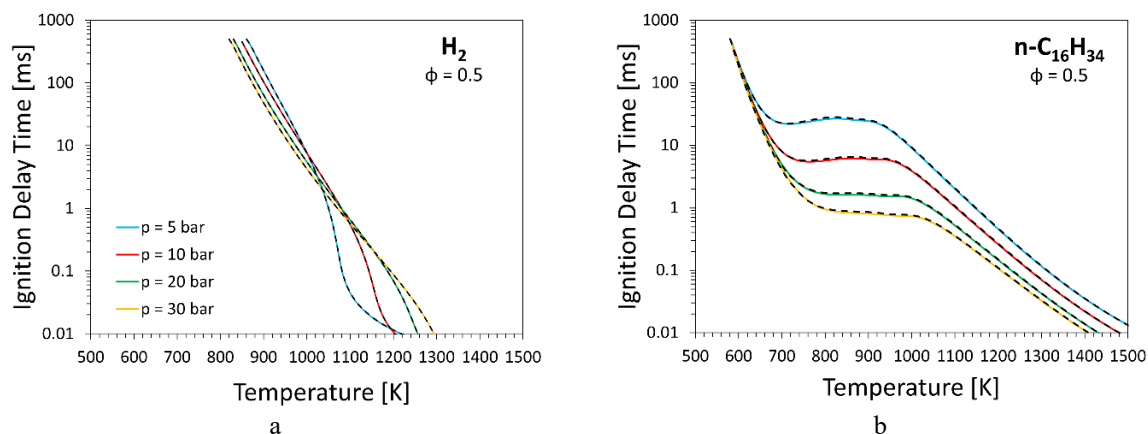 H2
ϕ = 0.5
Ignition Delay Time [ms]
1000
100
10
1
0.1
0.01
p = 5 bar
p = 10 bar
p = 20 bar
p = 30 bar
500 600 700 800 900 1000 1100 1200 1300 1400 1500
Temperature [K]
a
n-C16H34
ϕ = 0.5
Ignition Delay Time [ms]
1000
100
10
1
0.1
0.01
500 600 700 800 900 1000 1100 1200 1300 1400 1500
Temperature [K]
b